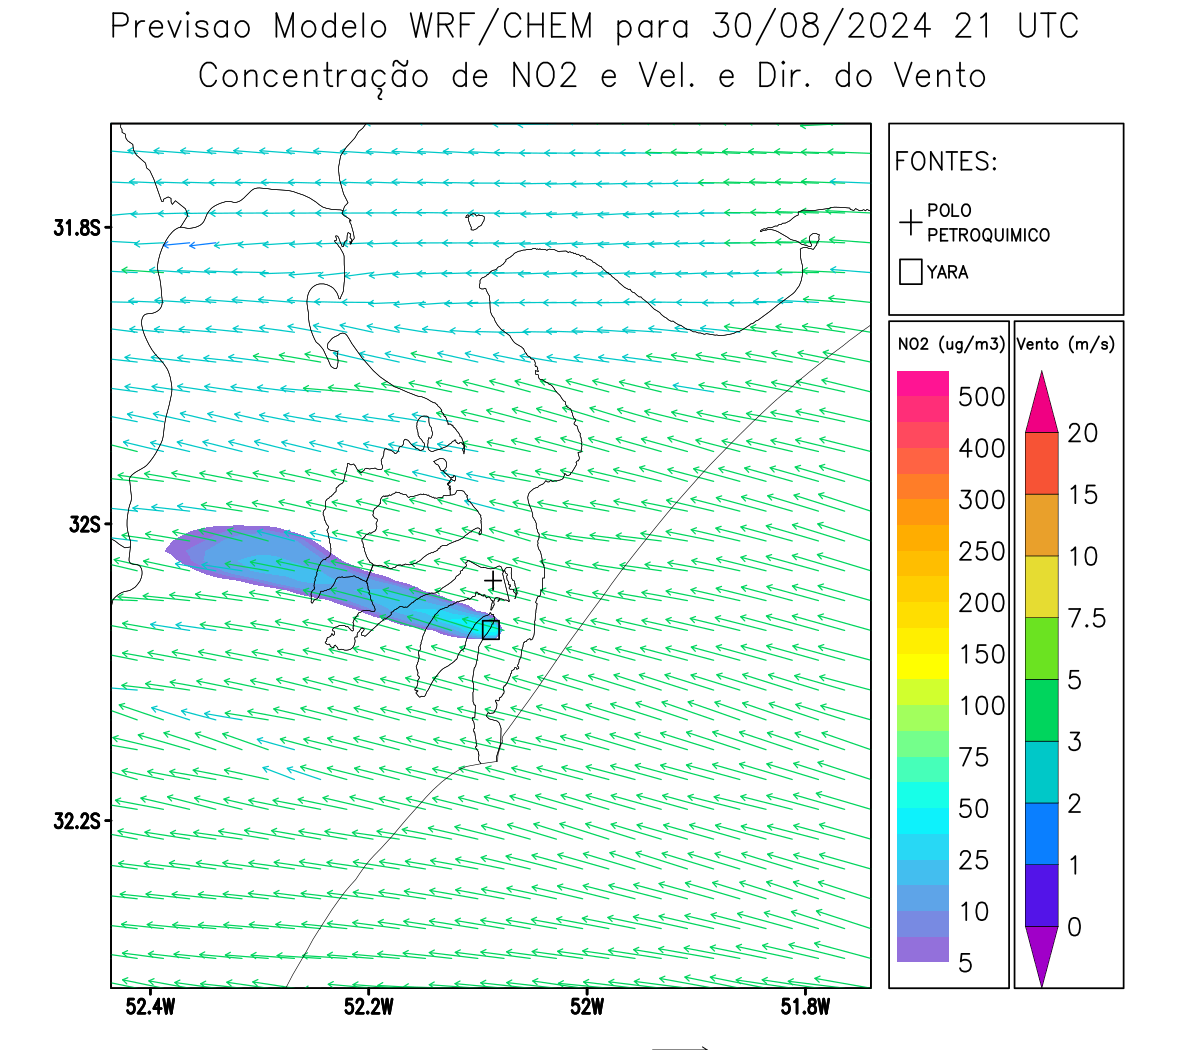 Previsao Modelo WRF/CHEM para 30/08/2024 21 UTC
Concentração de NO2 e Vel. e Dir. do Vento
FONTES:
POLO
PETROQUIMICO
YARA
31.8S
32S
32.2S
52.4W
52.2W
52W
51.8W
NO2 (ug/m3)
500
400
300
250
200
150
100
75
50
25
10
5
Vento (m/s)
20
15
10
7.5
5
3
2
1
0